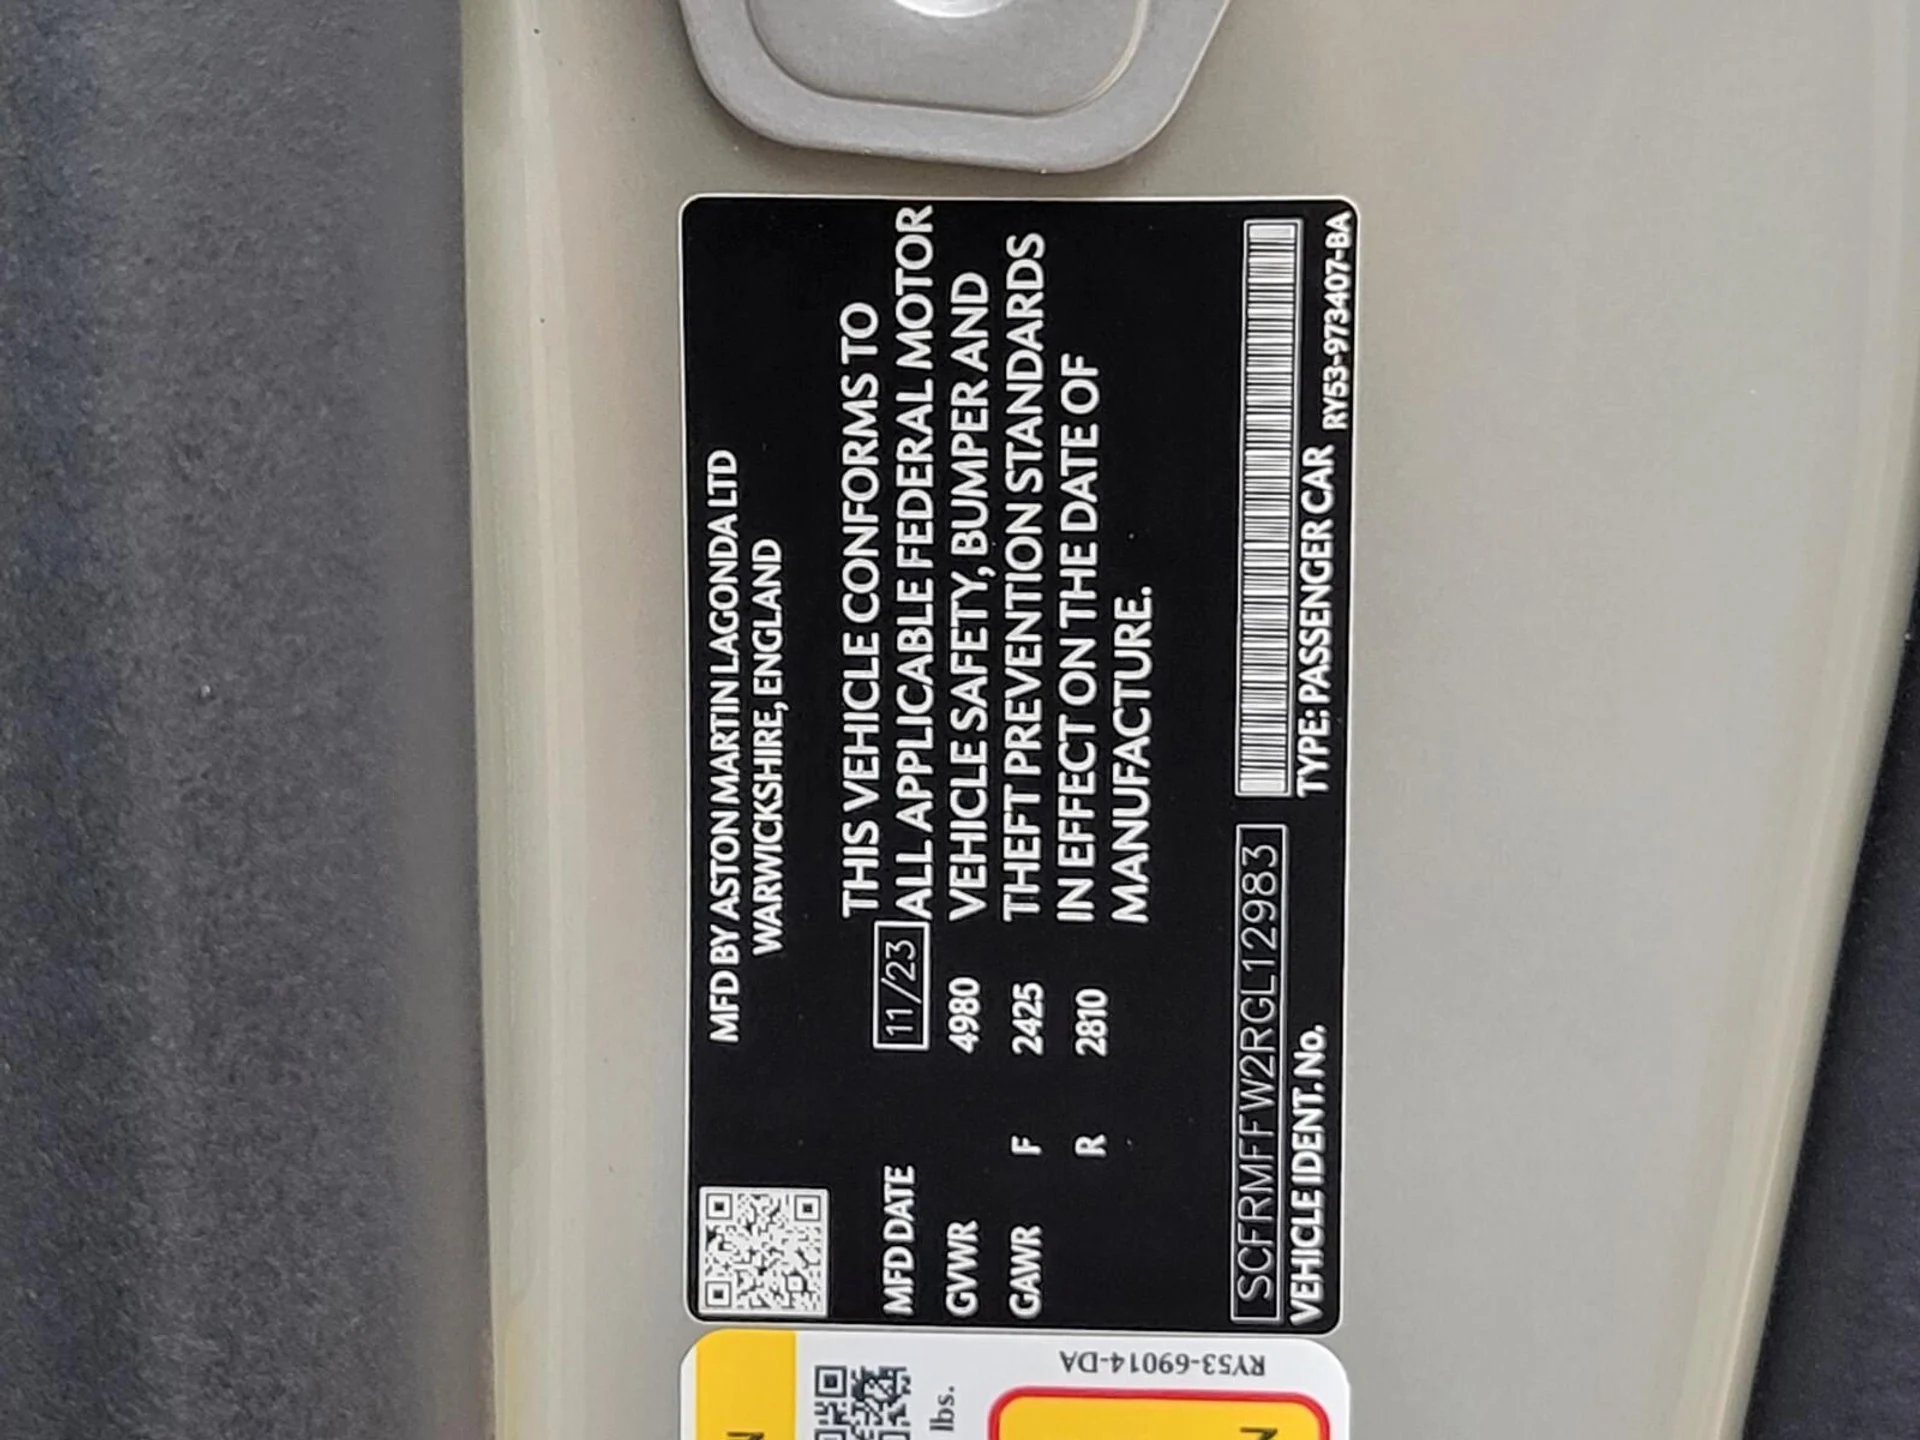 MFD BY ASTON MARTIN LAGONDA LTD
WARWICKSHIRE, ENGLAND
THIS VEHICLE CONFORMS TO
MFD DATE 11/23 ALL APPLICABLE FEDERAL MOTOR
GVWR 4980 VEHICLE SAFETY, BUMPER AND
GAWR F 2425 THEFT PREVENTION STANDARDS
R 2810 IN EFFECT ON THE DATE OF
MANUFACTURE.
SCFRMFFW2RGL12983
VEHICLE IDENT. No. TYPE: PASSENGER CAR
RY53-973407-BA
lbs.
RY53-69014-DA